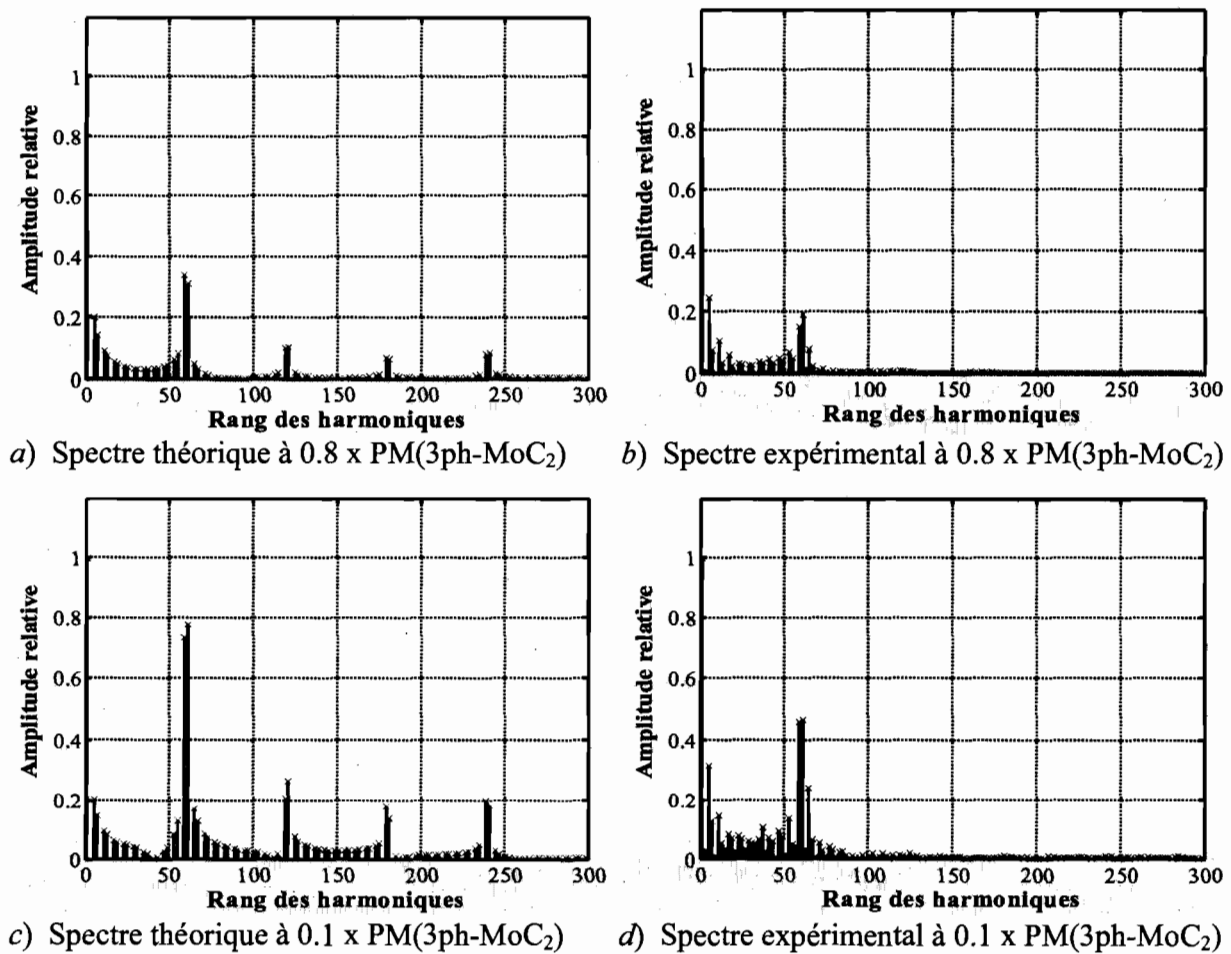 1
0.8
0.6
0.4
0.2
0
Amplitude relative
0 50 100 150 200 250 300
Rang des harmoniques
a) Spectre théorique à 0.8 x PM(3ph-MoC2)
1
0.8
0.6
0.4
0.2
0
Amplitude relative
0 50 100 150 200 250 300
Rang des harmoniques
b) Spectre expérimental à 0.8 x PM(3ph-MoC2)
1
0.8
0.6
0.4
0.2
0
Amplitude relative
0 50 100 150 200 250 300
Rang des harmoniques
c) Spectre théorique à 0.1 x PM(3ph-MoC2)
1
0.8
0.6
0.4
0.2
0
Amplitude relative
0 50 100 150 200 250 300
Rang des harmoniques
d) Spectre expérimental à 0.1 x PM(3ph-MoC2)